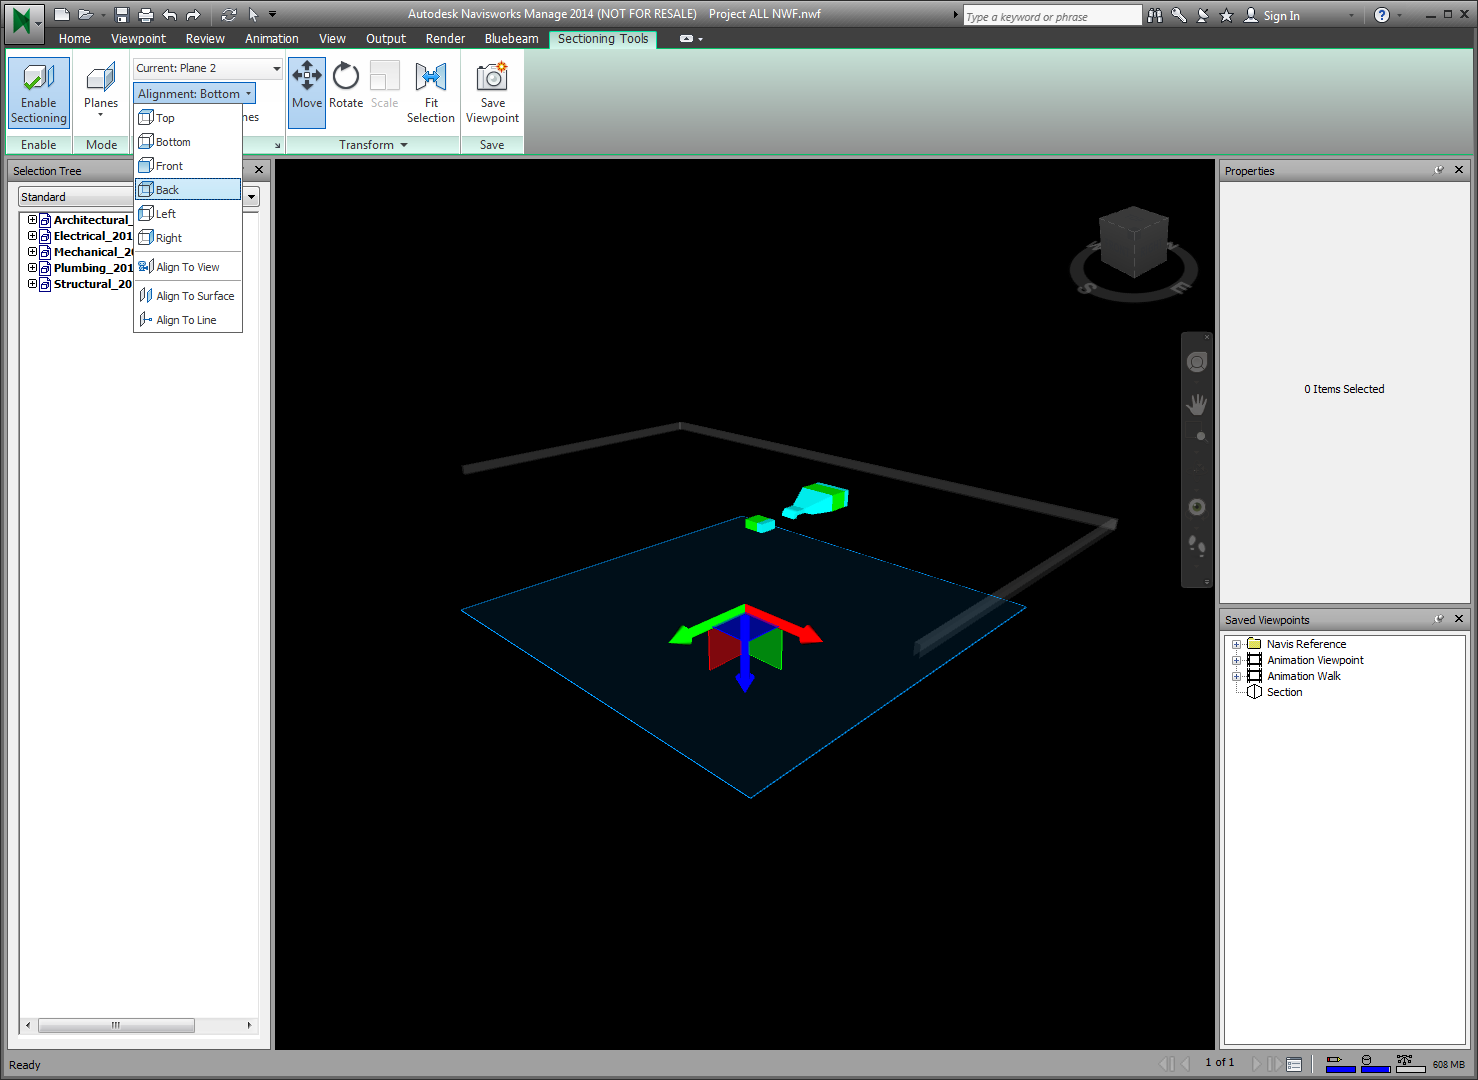 Autodesk Navisworks Manage 2014 (NOT FOR RESALE) Project ALL NWF.nwf
Type a keyword or phrase
Sign In
Home Viewpoint Review Animation View Output Render Bluebeam Sectioning Tools
Enable Sectioning
Planes
Current: Plane 2
Alignment: Bottom
nes
Move
Rotate
Scale
Fit Selection
Save Viewpoint
Enable
Mode
Transform
Save
Top
Bottom
Front
Back
Left
Right
Align To View
Align To Surface
Align To Line
Selection Tree
Standard
Architectural_
Electrical_201
Mechanical_20
Plumbing_201
Structural_20
N
S
E
Properties
0 Items Selected
Saved Viewpoints
Navis Reference
Animation Viewpoint
Animation Walk
Section
Ready
1 of 1
608 MB